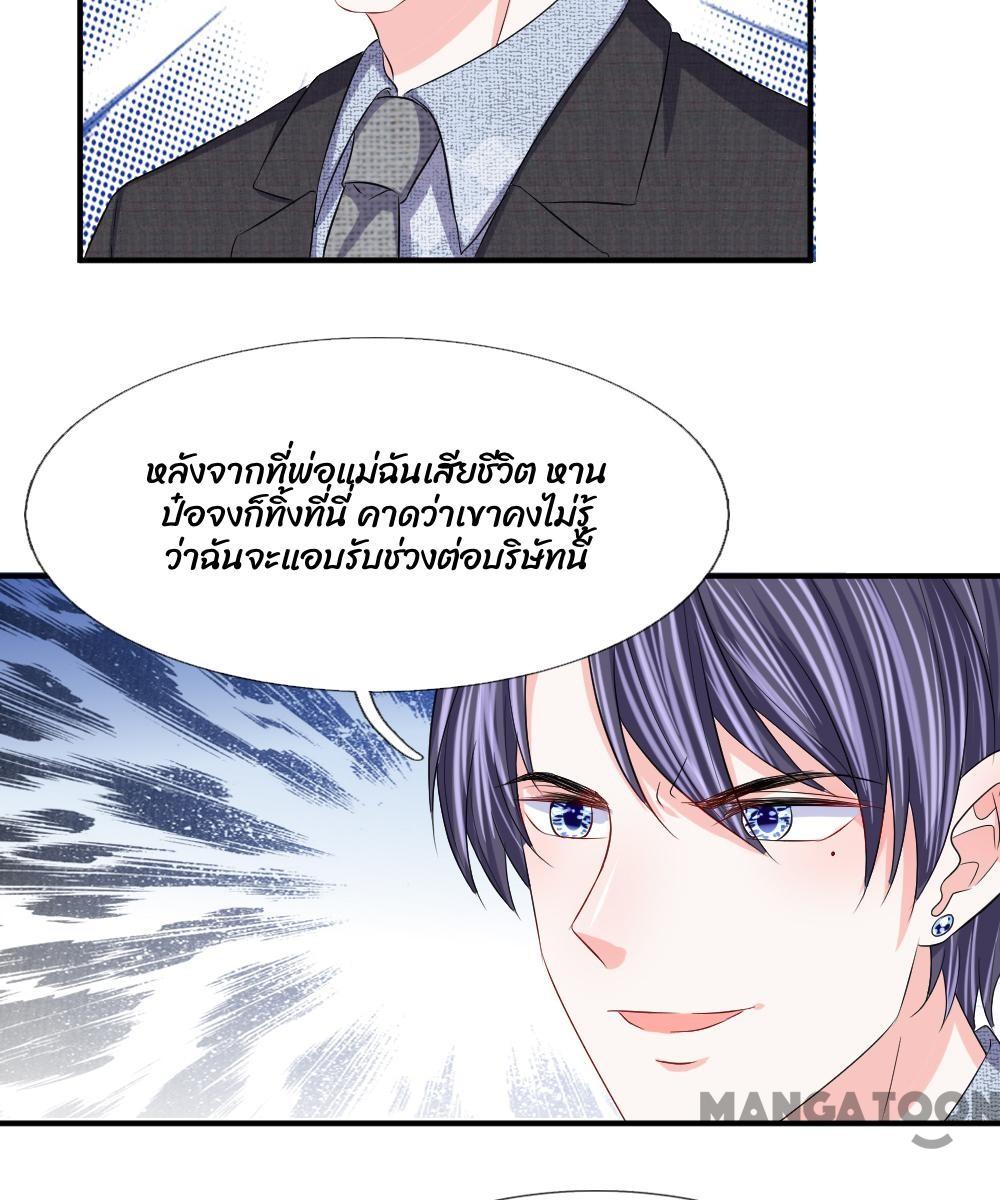 หลังจากที่พ่อแม่ฉันเสียชีวิต หาน
ป๋อจงก็ทิ้งที่นี่ คาดว่าเขาคงไม่รู้
ว่าฉันจะแอบรับช่วงต่อบริษัทนี้
MANGATOON